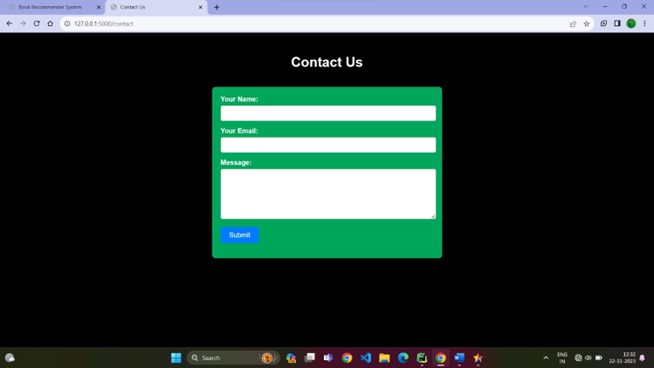 Book Recommender System
Contact Us
127.0.0.1:5000/contact
Contact Us
Your Name:
Your Email:
Message:
Submit
Search
ENG
IN
12:32
22-11-2023